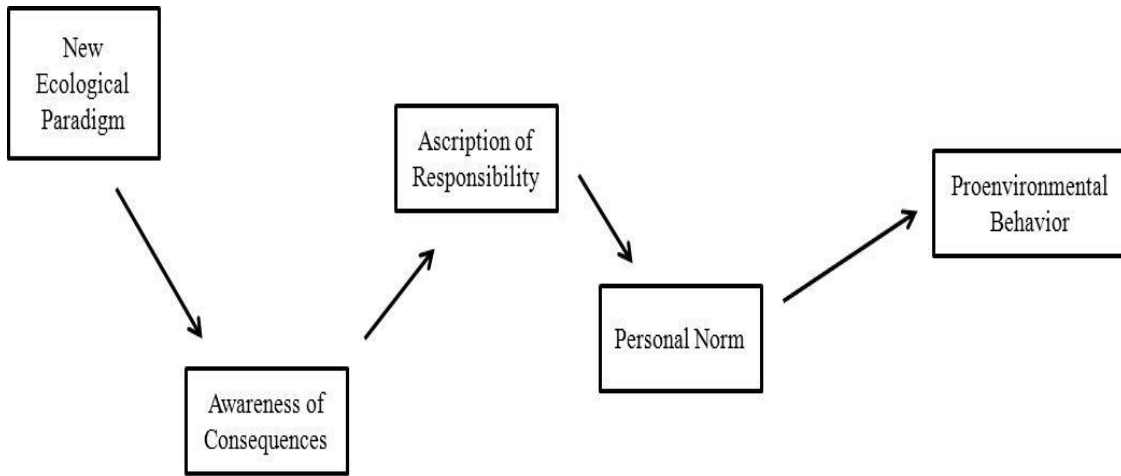 New
Ecological
Paradigm
Awareness of
Consequences
Ascription of
Responsibility
Personal Norm
Proenvironmental
Behavior